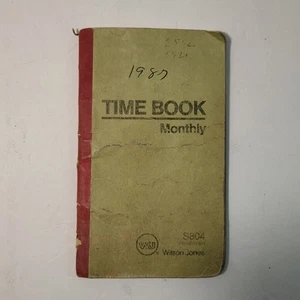 1987
TIME BOOK
Monthly
S804
Wilson Jones